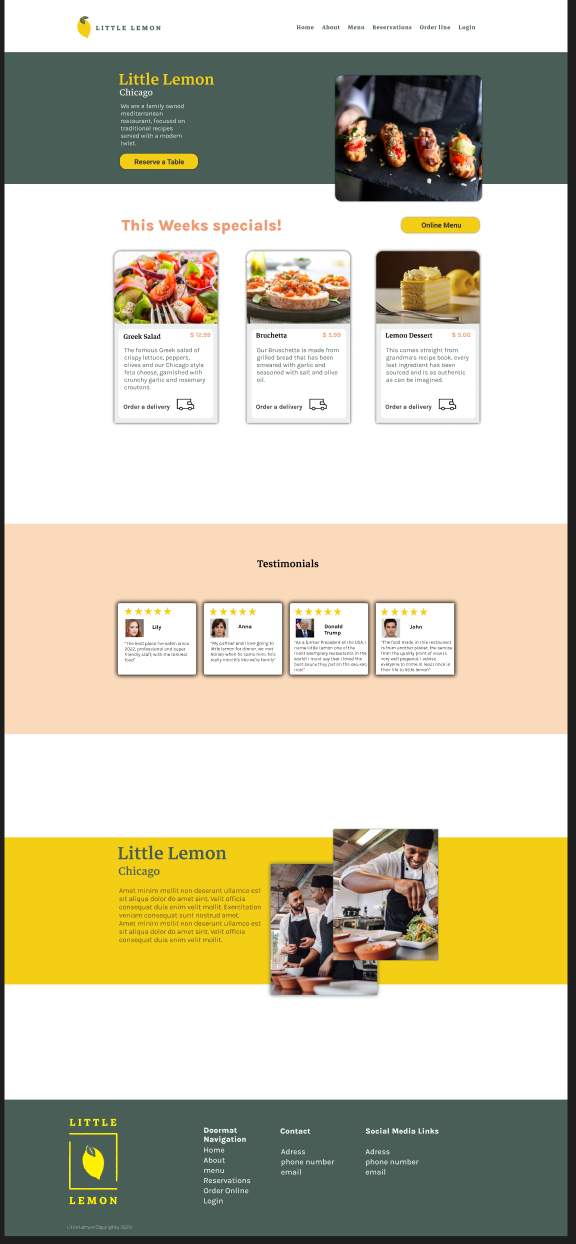 LITTLE LEMON
Home About Menu Reservations Order line Login
Little Lemon
Chicago
We are a family owned
mediterranean
restaurant, focused on
traditional recipes
served with a modern
twist.
Reserve a Table
This Weeks specials!
Online Menu
Greek Salad
$ 12.99
The famous Greek salad of
crispy lettuce, peppers,
olives and our Chicago style
feta cheese, garnished with
crunchy garlic and rosemary
croutons.
Order a delivery
Bruchetta
$ 5.99
Our Bruschetta is made from
grilled bread that has been
smeared with garlic and
seasoned with salt and olive
oil.
Order a delivery
Lemon Dessert
$ 5.00
This comes straight from
grandma's recipe book, every
last ingredient has been
sourced and is as authentic
as can be imagined.
Order a delivery
Testimonials
Lily
"The best place I've eaten since
2022, professional and super
friendly staff, with the tastiest
food"
Anna
"My partner and I love going to
little lemon for dinner, we met
Adrian when he same here, he's
really nice! It's like we're family"
Donald
Trump
"As a former President of the USA, I
name Little Lemon one of the
most exemplary restaurants in the
world! I must say that I loved the
best sauce they put on the
John
"The food made in this restaurant
is from another planet, the service
from the quality point of view is
very well prepared. I advise
everyone to come at least once in
their life to little lemon"
Little Lemon
Chicago
Amet minim mollit non deserunt ullamco est
sit aliqua dolor do amet sint. Velit officia
consequat duis enim velit mollit. Exercitation
veniam consequat sunt nostrud amet.
Amet minim mollit non deserunt ullamco est
sit aliqua dolor do amet sint. Velit officia
consequat duis enim velit mollit.
LITTLE
LEMON
Doormat
Navigation
Home
About
menu
Reservations
Order Online
Login
Contact
Adress
phone number
email
Social Media Links
Adress
phone number
email